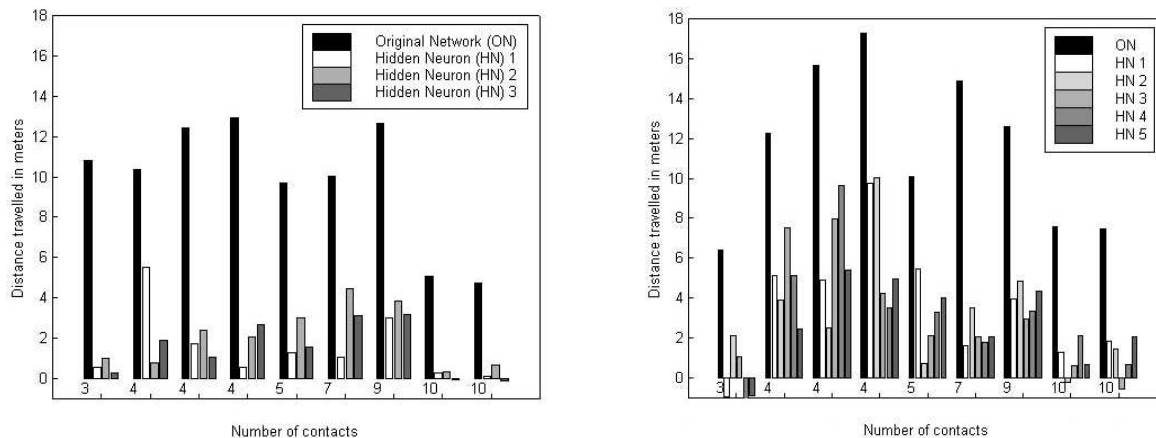 18
16
14
12
10
8
6
4
2
0
Distance travelled in meters
Original Network (ON)
Hidden Neuron (HN) 1
Hidden Neuron (HN) 2
Hidden Neuron (HN) 3
3 4 4 4 5 7 9 10 10
Number of contacts
18
16
14
12
10
8
6
4
2
0
Distance travelled in meters
ON
HN 1
HN 2
HN 3
HN 4
HN 5
3 4 4 4 5 7 9 10 10
Number of contacts